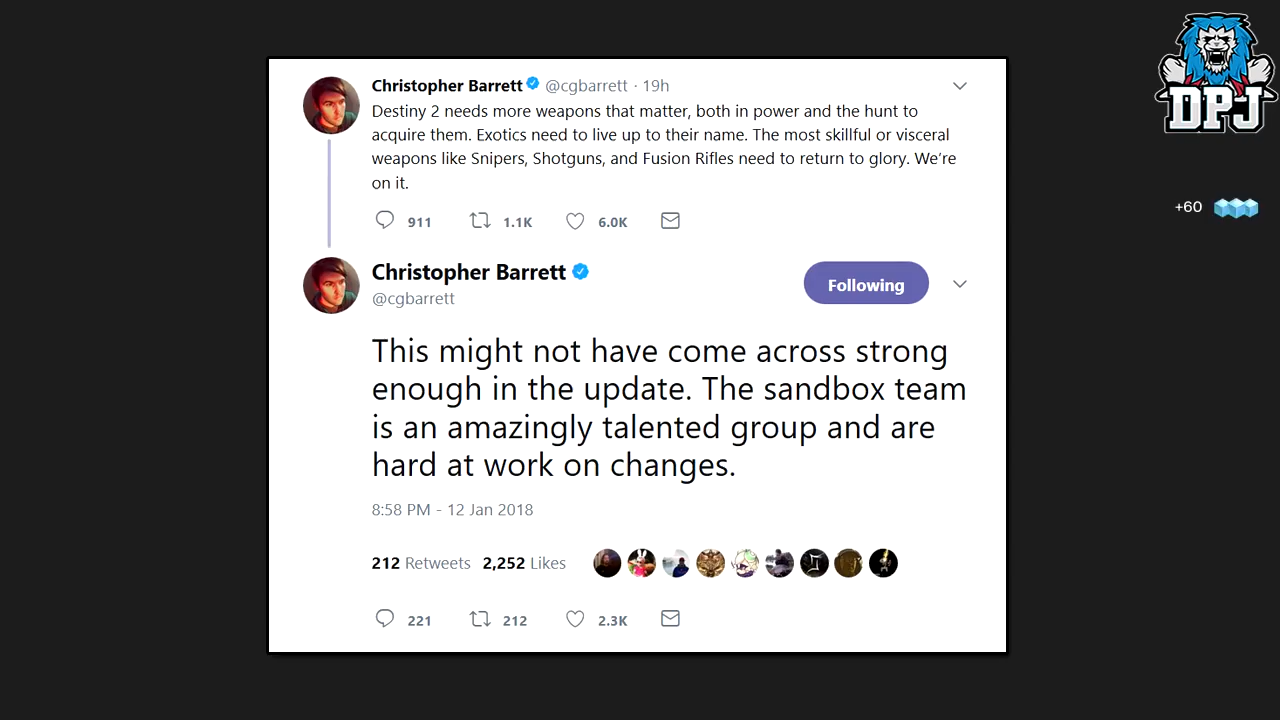 Christopher Barrett @cgbarrett · 19h
Destiny 2 needs more weapons that matter, both in power and the hunt to
acquire them. Exotics need to live up to their name. The most skillful or visceral
weapons like Snipers, Shotguns, and Fusion Rifles need to return to glory. We’re
on it.
911 1.1K 6.0K
Christopher Barrett
@cgbarrett
Following
This might not have come across strong
enough in the update. The sandbox team
is an amazingly talented group and are
hard at work on changes.
8:58 PM - 12 Jan 2018
212 Retweets 2,252 Likes
221 212 2.3K
DPJ
+60